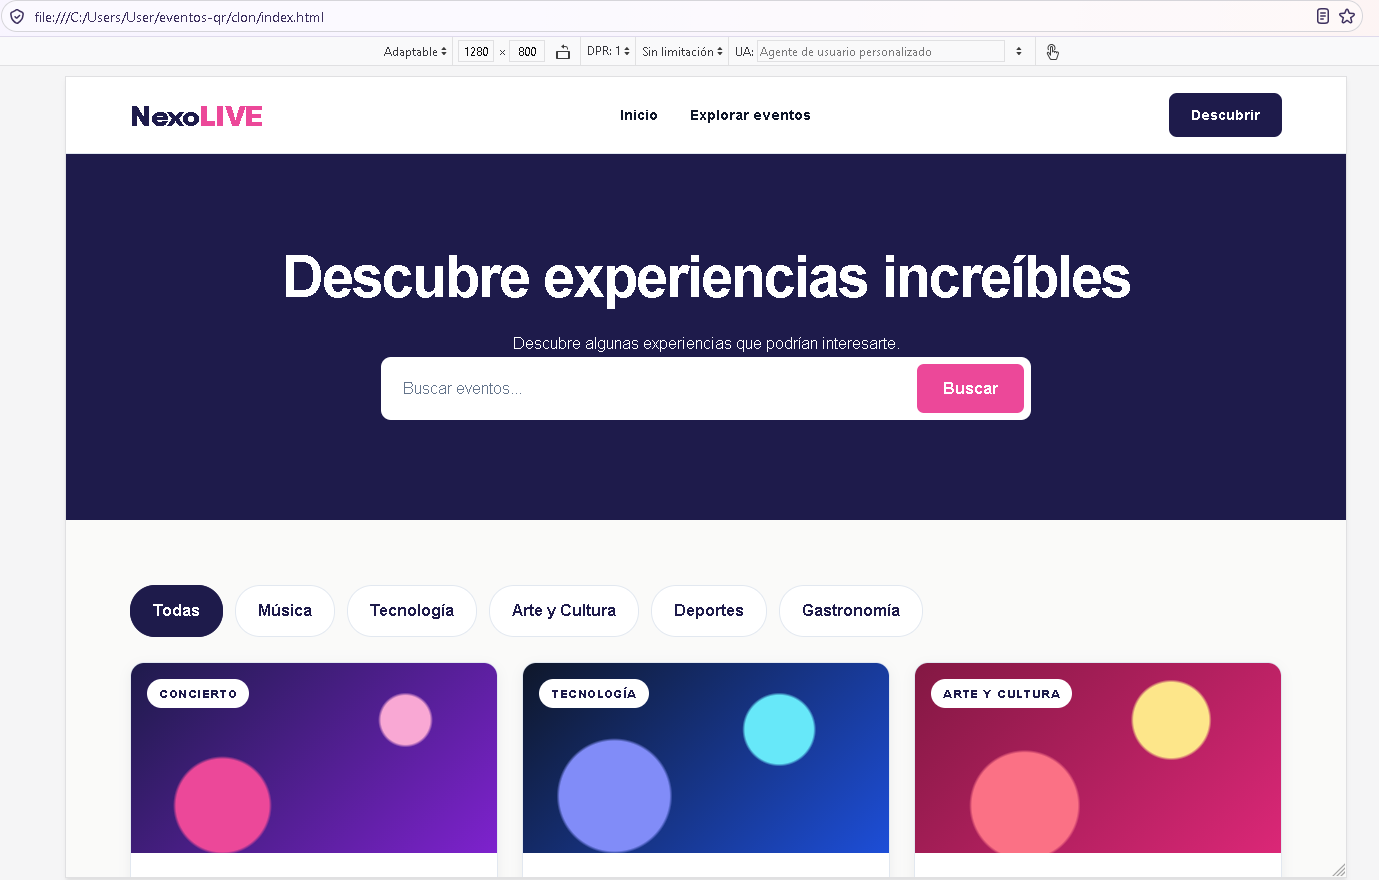 file:///C:/Users/User/eventos-qr/clon/index.html
Adaptable 1280 × 800 DPR: 1 Sin limitación UA: Agente de usuario personalizado
NexoLIVE Inicio Explorar eventos Descubrir
Descubre experiencias increíbles
Descubre algunas experiencias que podrían interesarte.
Buscar eventos... Buscar
Todas Música Tecnología Arte y Cultura Deportes Gastronomía
CONCIERTO TECNOLOGÍA ARTE Y CULTURA